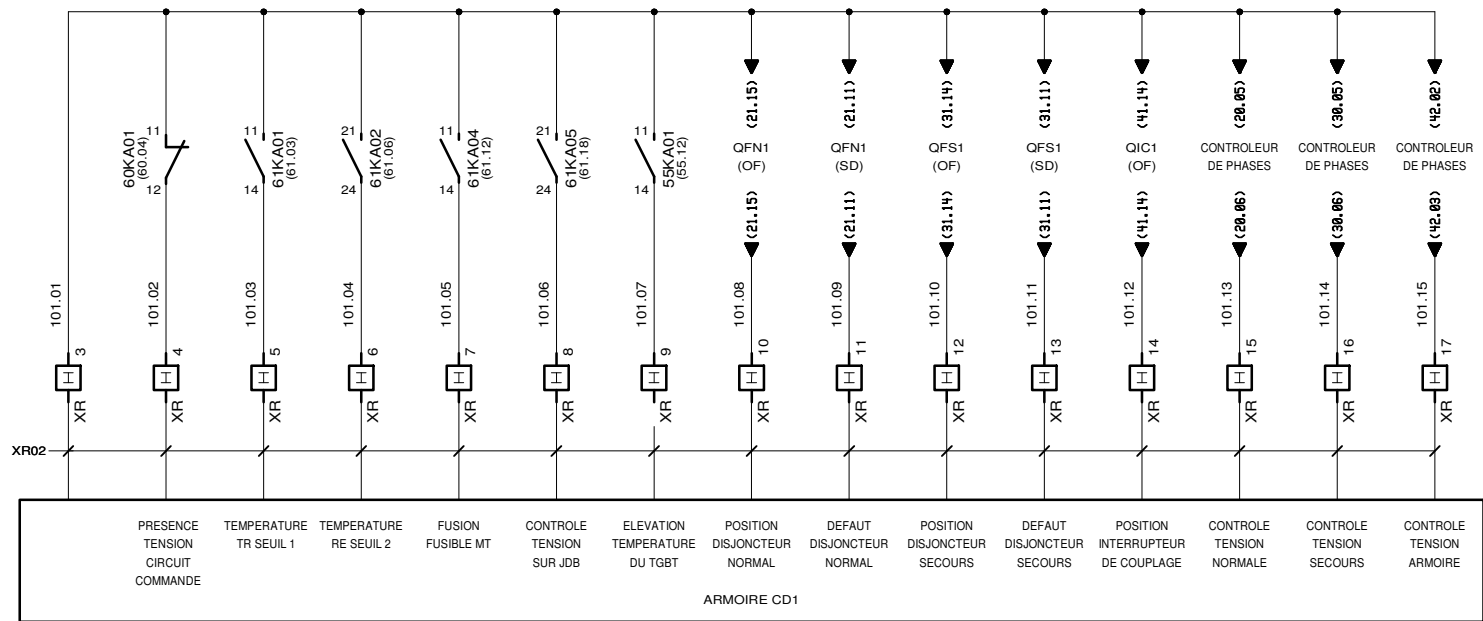 11 11 21 11 21 11
60KA01 (60.04)
61KA01 (61.03)
61KA02 (61.06)
61KA04 (61.12)
61KA05 (61.18)
55KA01 (55.12)
12 14 24 14 24 14
(21.15) (21.11) (31.14) (31.11) (41.14) (20.05) (30.05) (42.02)
QFN1 QFN1 QFS1 QFS1 QIC1 CONTROLEUR CONTROLEUR CONTROLEUR
(OF) (SD) (OF) (SD) (OF) DE PHASES DE PHASES DE PHASES
(21.15) (21.11) (31.14) (31.11) (41.14) (20.06) (30.06) (42.03)
101.01 101.02 101.03 101.04 101.05 101.06 101.07 101.08 101.09 101.10 101.11 101.12 101.13 101.14 101.15
3 4 5 6 7 8 9 10 11 12 13 14 15 16 17
H H H H H H H H H H H H H H H
XR XR XR XR XR XR XR XR XR XR XR XR XR XR XR
XR02
PRESENCE
TENSION
CIRCUIT
COMMANDE
TEMPERATURE
TR SEUIL 1
TEMPERATURE
RE SEUIL 2
FUSION
FUSIBLE MT
CONTROLE
TENSION
SUR JDB
ELEVATION
TEMPERATURE
DU TGBT
POSITION
DISJONCTEUR
NORMAL
DEFAUT
DISJONCTEUR
NORMAL
POSITION
DISJONCTEUR
SECOURS
DEFAUT
DISJONCTEUR
SECOURS
POSITION
INTERRUPTEUR
DE COUPLAGE
CONTROLE
TENSION
NORMALE
CONTROLE
TENSION
SECOURS
CONTROLE
TENSION
ARMOIRE
ARMOIRE CD1